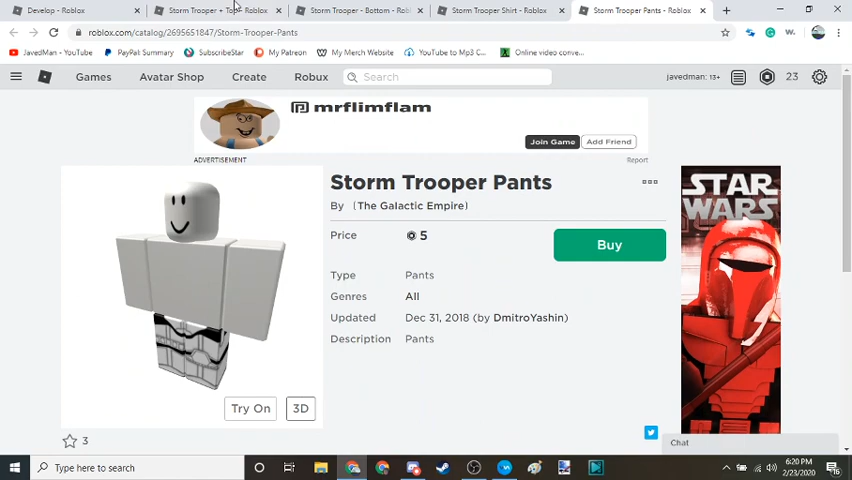 Develop - Roblox
Storm Trooper + Top - Roblox
Storm Trooper - Bottom - Rob
Storm Trooper Shirt - Roblox
Storm Trooper Pants - Roblox
roblox.com/catalog/2695651847/Storm-Trooper-Pants
JavedMan - YouTube
PayPal Summary
SubscribeStar
My Patreon
My Merch Website
YouTube to Mp3 C...
Online video conve...
Games
Avatar Shop
Create
Robux
Search
javedman: 13+
23
mrflimflam
Join Game
Add Friend
ADVERTISEMENT
Report
Storm Trooper Pants
By 〔The Galactic Empire〕
Price
5
Buy
Type
Pants
Genres
All
Updated
Dec 31, 2018 (by DmitroYashin)
Description
Pants
STAR
WARS
Try On
3D
3
Chat
Type here to search
6:20 PM
2/23/2020